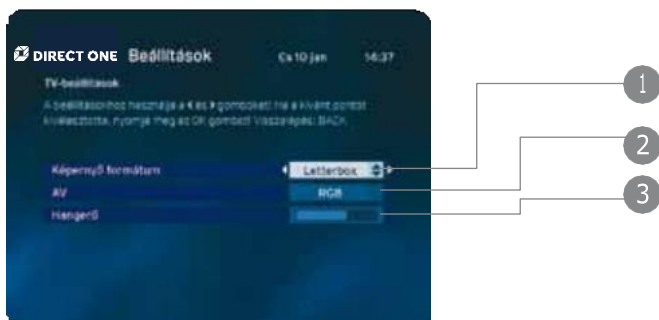 DIRECT ONE Beállítások Cs 10 jan 14:37
TV-beállítások
A beállításokhoz használja a ◂ és ▸ gombokat! Ha a kívánt pontot
kiválasztotta, nyomja meg az OK gombot! Visszalépés: BACK.
Képernyő formátum Letterbox 1
AV RGB 2
Hangerő 3